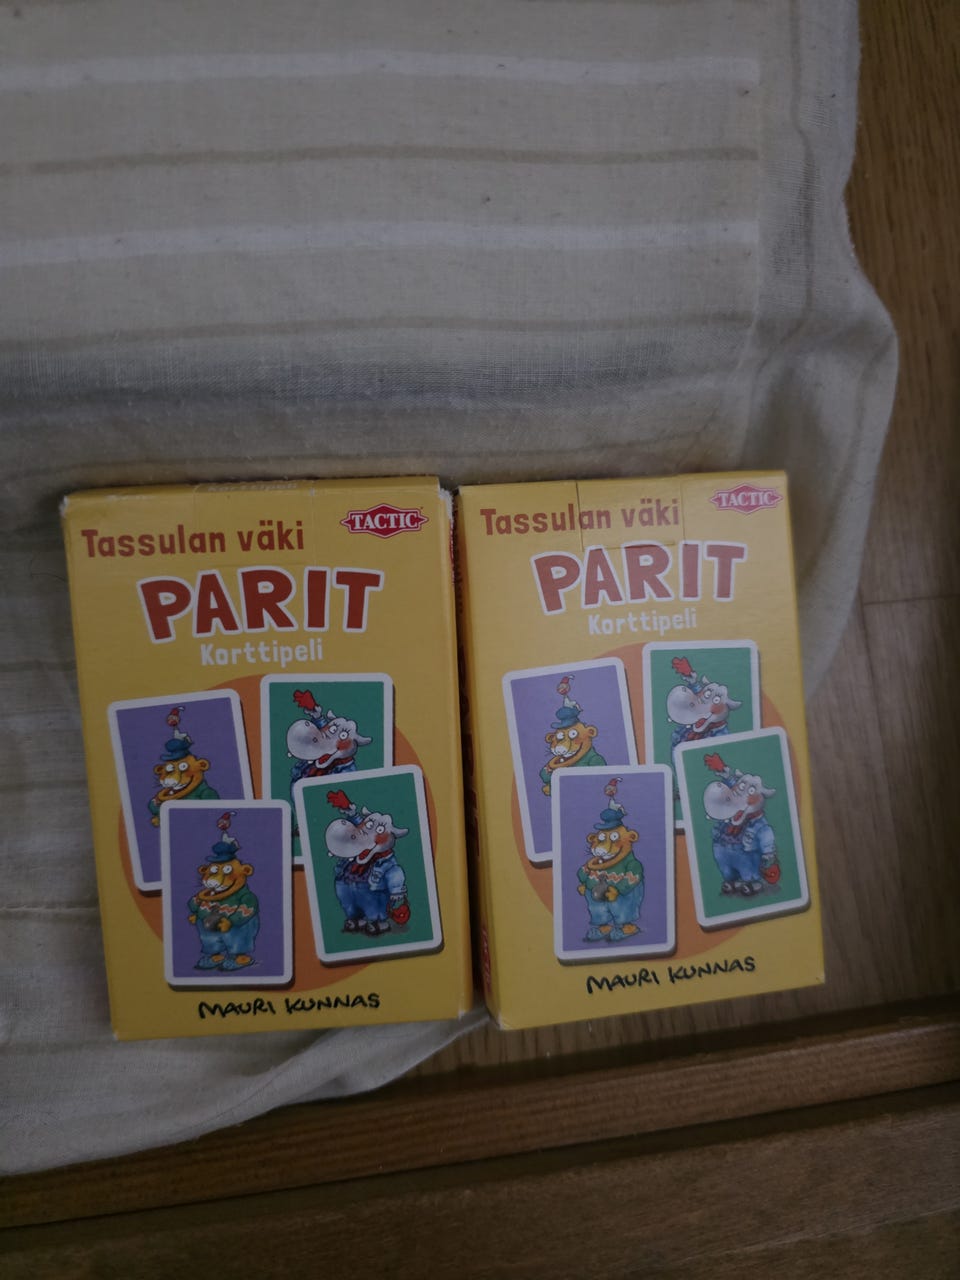 Tassulan väki
TACTIC
PARIT
Korttipeli
MAURI KUNNAS
Tassulan väki
TACTIC
PARIT
Korttipeli
MAURI KUNNAS